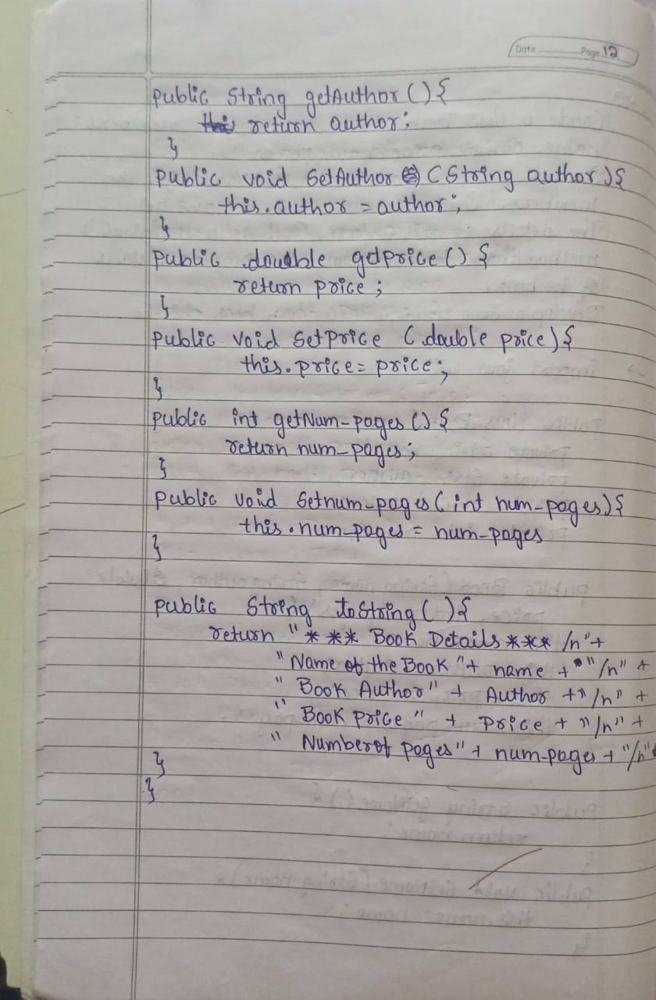 Date Page 12
public String getAuthor () {
return author;
}
public void SetAuthor (String author) {
this.author = author;
}
public double getprice () {
return price;
}
public void setprice (double price) {
this.price = price;
}
public int getNum-pages () {
return num-pages;
}
public void Setnum-pages (int num-pages) {
this.num-pages = num-pages
}
public String toString () {
return "*** Book Details *** /n"+
"Name of the Book "+ name + "/n" +
" Book Author" + Author + "/n" +
" Book price " + Price + "/n" +
" Number of pages" + num-pages + "/n"
}
}